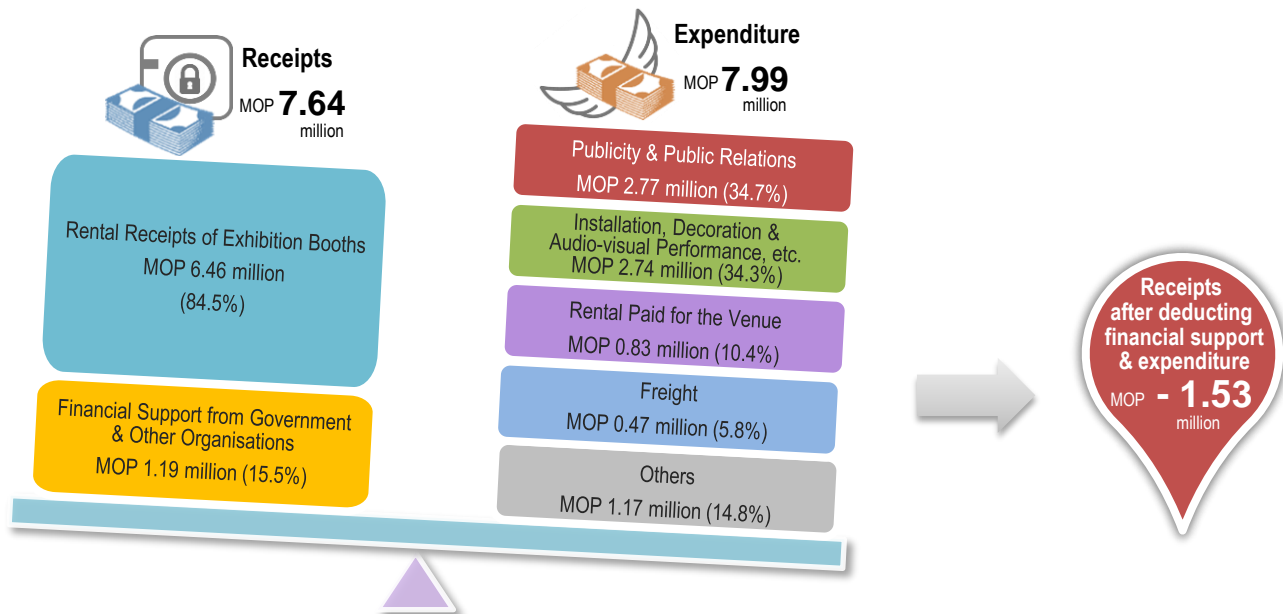 Receipts
MOP 7.64
million
Rental Receipts of Exhibition Booths
MOP 6.46 million
(84.5%)
Financial Support from Government
& Other Organisations
MOP 1.19 million (15.5%)
Expenditure
MOP 7.99
million
Publicity & Public Relations
MOP 2.77 million (34.7%)
Installation, Decoration &
Audio-visual Performance, etc.
MOP 2.74 million (34.3%)
Rental Paid for the Venue
MOP 0.83 million (10.4%)
Freight
MOP 0.47 million (5.8%)
Others
MOP 1.17 million (14.8%)
Receipts
after deducting
financial support
& expenditure
MOP - 1.53
million